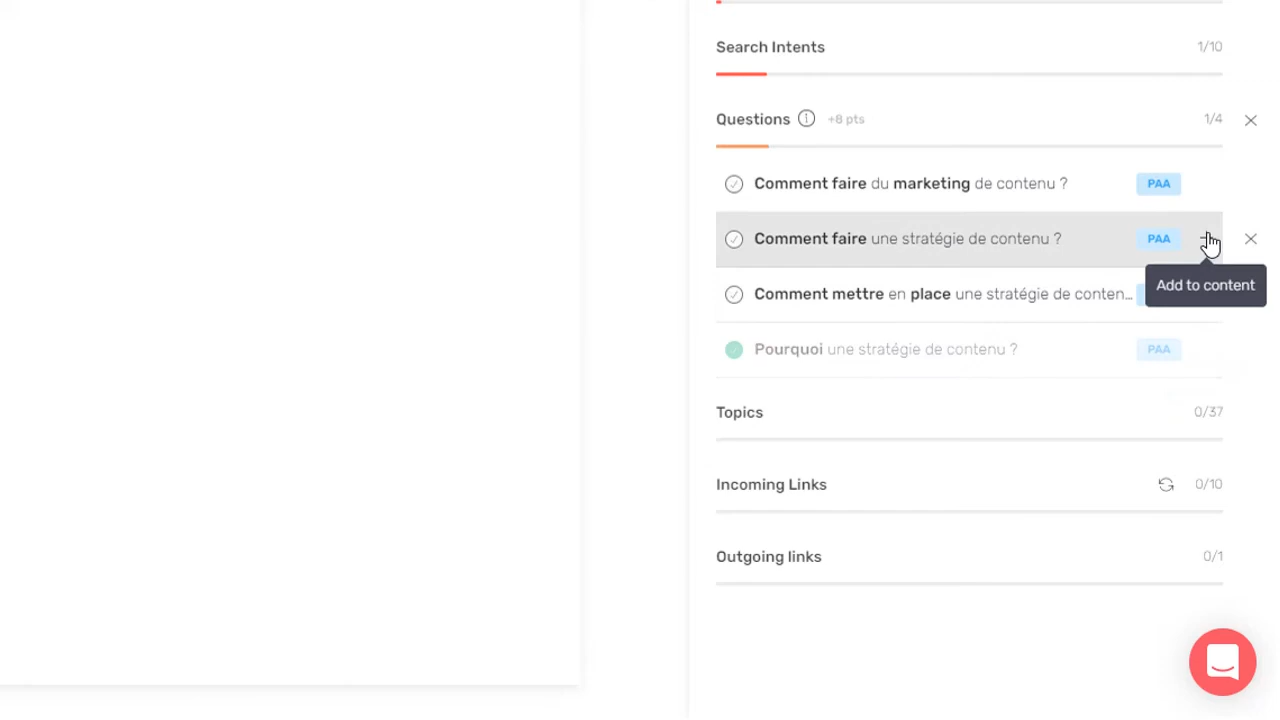 Search Intents 1/10
Questions +8 pts 1/4
Comment faire du marketing de contenu ? PAA
Comment faire une stratégie de contenu ? PAA
Add to content
Comment mettre en place une stratégie de conten...
Pourquoi une stratégie de contenu ? PAA
Topics 0/37
Incoming Links 0/10
Outgoing links 0/1